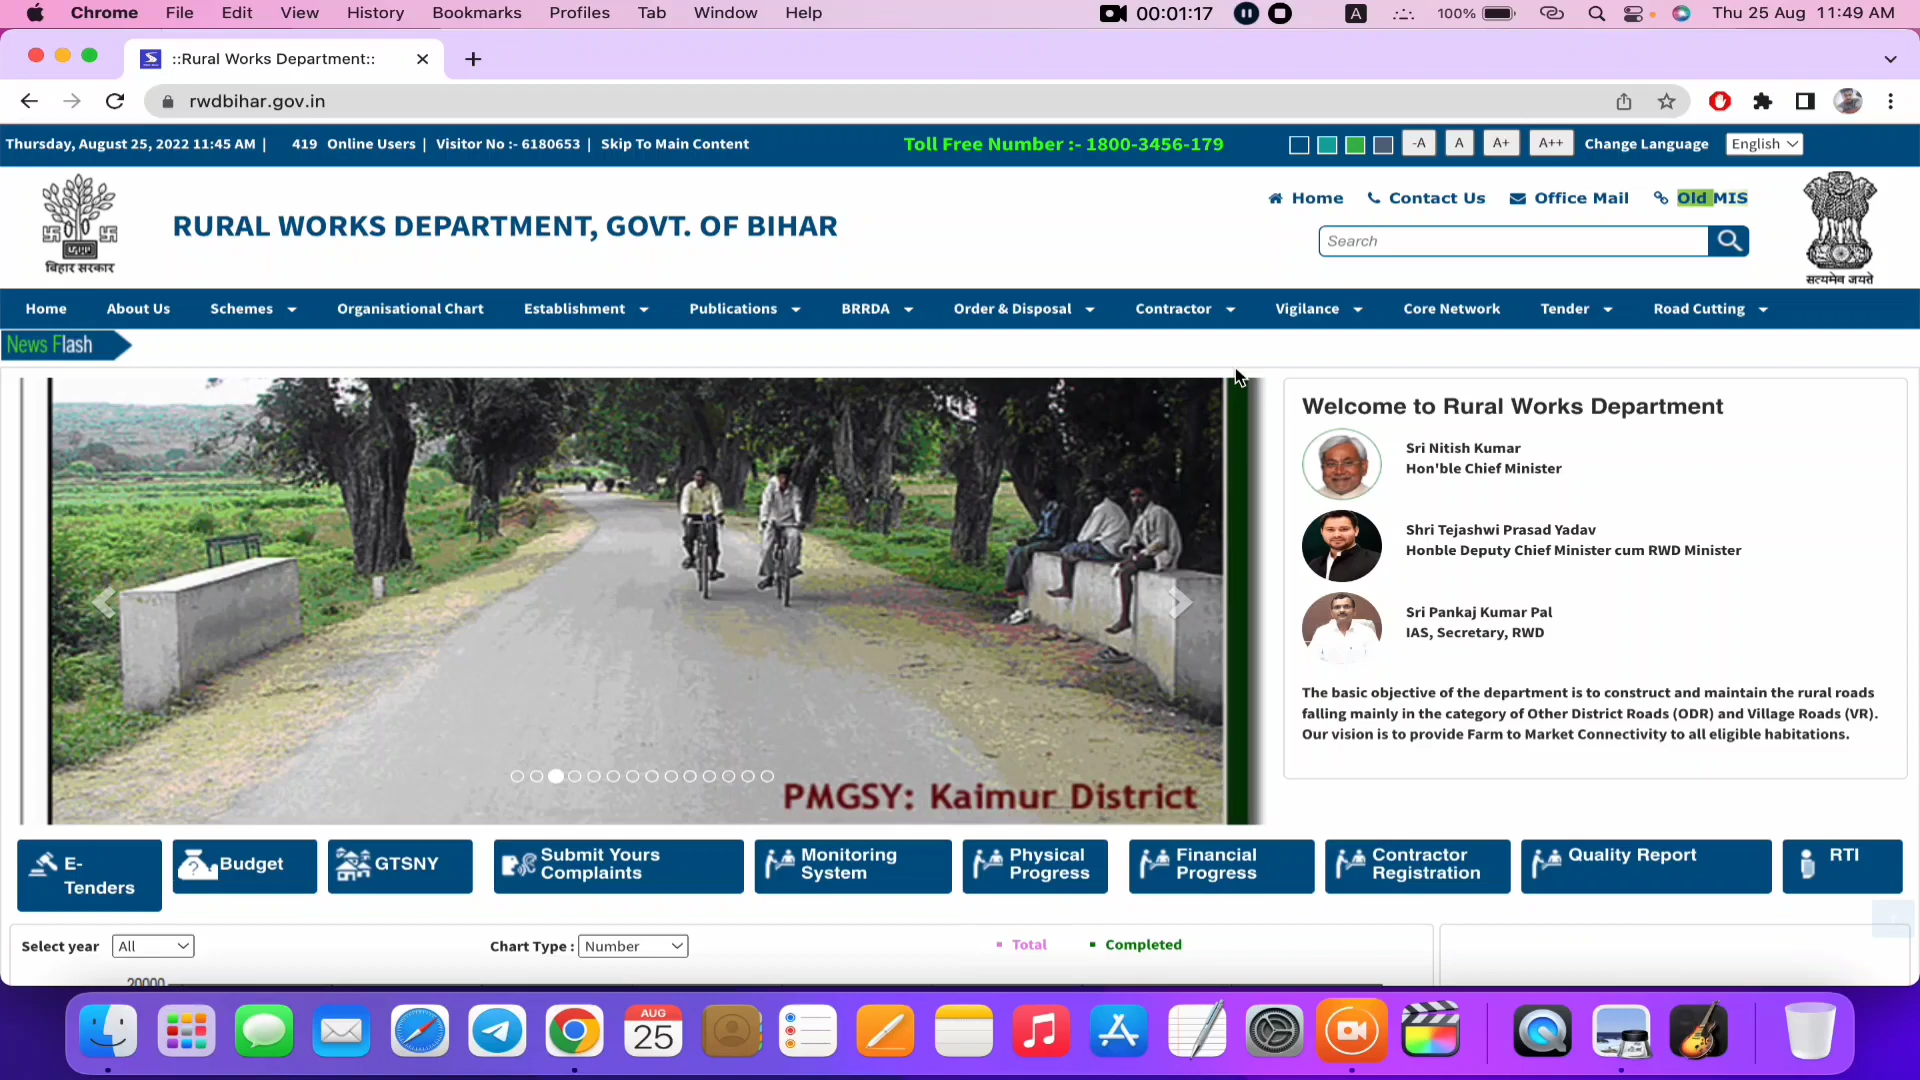 Chrome File Edit View History Bookmarks Profiles Tab Window Help 00:01:17 A 100% Thu 25 Aug 11:49 AM
::Rural Works Department::
rwdbihar.gov.in
Thursday, August 25, 2022 11:45 AM | 419 Online Users | Visitor No :- 6180653 | Skip To Main Content Toll Free Number :- 1800-3456-179 -A A A+ A++ Change Language English
Home Contact Us Office Mail Old MIS
RURAL WORKS DEPARTMENT, GOVT. OF BIHAR
Search
बिहार सरकार
सत्यमेव जयते
Home About Us Schemes Organisational Chart Establishment Publications BRRDA Order & Disposal Contractor Vigilance Core Network Tender Road Cutting
News Flash
Welcome to Rural Works Department
Sri Nitish Kumar
Hon'ble Chief Minister
Shri Tejashwi Prasad Yadav
Honble Deputy Chief Minister cum RWD Minister
Sri Pankaj Kumar Pal
IAS, Secretary, RWD
The basic objective of the department is to construct and maintain the rural roads
falling mainly in the category of Other District Roads (ODR) and Village Roads (VR).
Our vision is to provide Farm to Market Connectivity to all eligible habitations.
PMGSY: Kaimur District
E-
Tenders
Budget
GTSNY
Submit Yours
Complaints
Monitoring
System
Physical
Progress
Financial
Progress
Contractor
Registration
Quality Report
RTI
Select year All Chart Type : Number Total Completed
20000
AUG
25